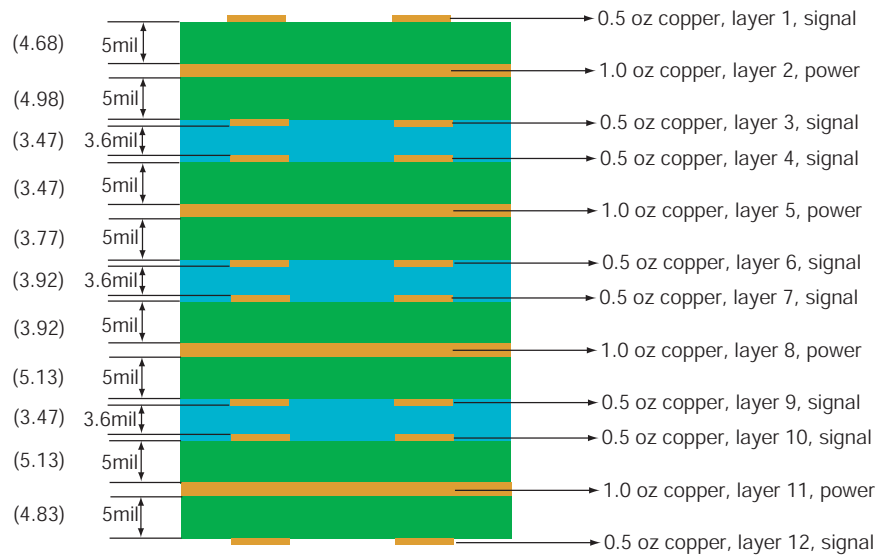 0.5 oz copper, layer 1, signal
(4.68) 5mil
1.0 oz copper, layer 2, power
(4.98) 5mil
0.5 oz copper, layer 3, signal
(3.47) 3.6mil
0.5 oz copper, layer 4, signal
(3.47) 5mil
1.0 oz copper, layer 5, power
(3.77) 5mil
0.5 oz copper, layer 6, signal
(3.92) 3.6mil
0.5 oz copper, layer 7, signal
(3.92) 5mil
1.0 oz copper, layer 8, power
(5.13) 5mil
0.5 oz copper, layer 9, signal
(3.47) 3.6mil
0.5 oz copper, layer 10, signal
(5.13) 5mil
1.0 oz copper, layer 11, power
(4.83) 5mil
0.5 oz copper, layer 12, signal